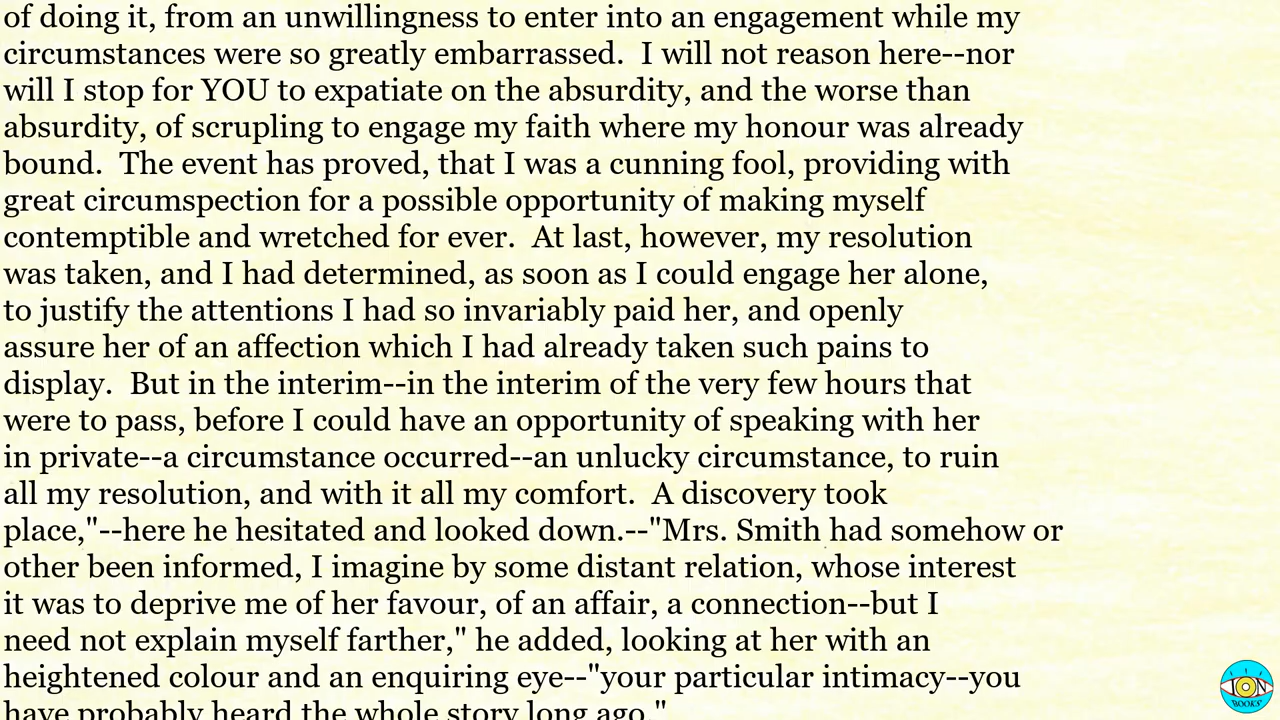 of doing it, from an unwillingness to enter into an engagement while my
circumstances were so greatly embarrassed.  I will not reason here--nor
will I stop for YOU to expatiate on the absurdity, and the worse than
absurdity, of scrupling to engage my faith where my honour was already
bound.  The event has proved, that I was a cunning fool, providing with
great circumspection for a possible opportunity of making myself
contemptible and wretched for ever.  At last, however, my resolution
was taken, and I had determined, as soon as I could engage her alone,
to justify the attentions I had so invariably paid her, and openly
assure her of an affection which I had already taken such pains to
display.  But in the interim--in the interim of the very few hours that
were to pass, before I could have an opportunity of speaking with her
in private--a circumstance occurred--an unlucky circumstance, to ruin
all my resolution, and with it all my comfort.  A discovery took
place,"--here he hesitated and looked down.--"Mrs. Smith had somehow or
other been informed, I imagine by some distant relation, whose interest
it was to deprive me of her favour, of an affair, a connection--but I
need not explain myself farther," he added, looking at her with an
heightened colour and an enquiring eye--"your particular intimacy--you
have probably heard the whole story long ago."
ION
BOOKS